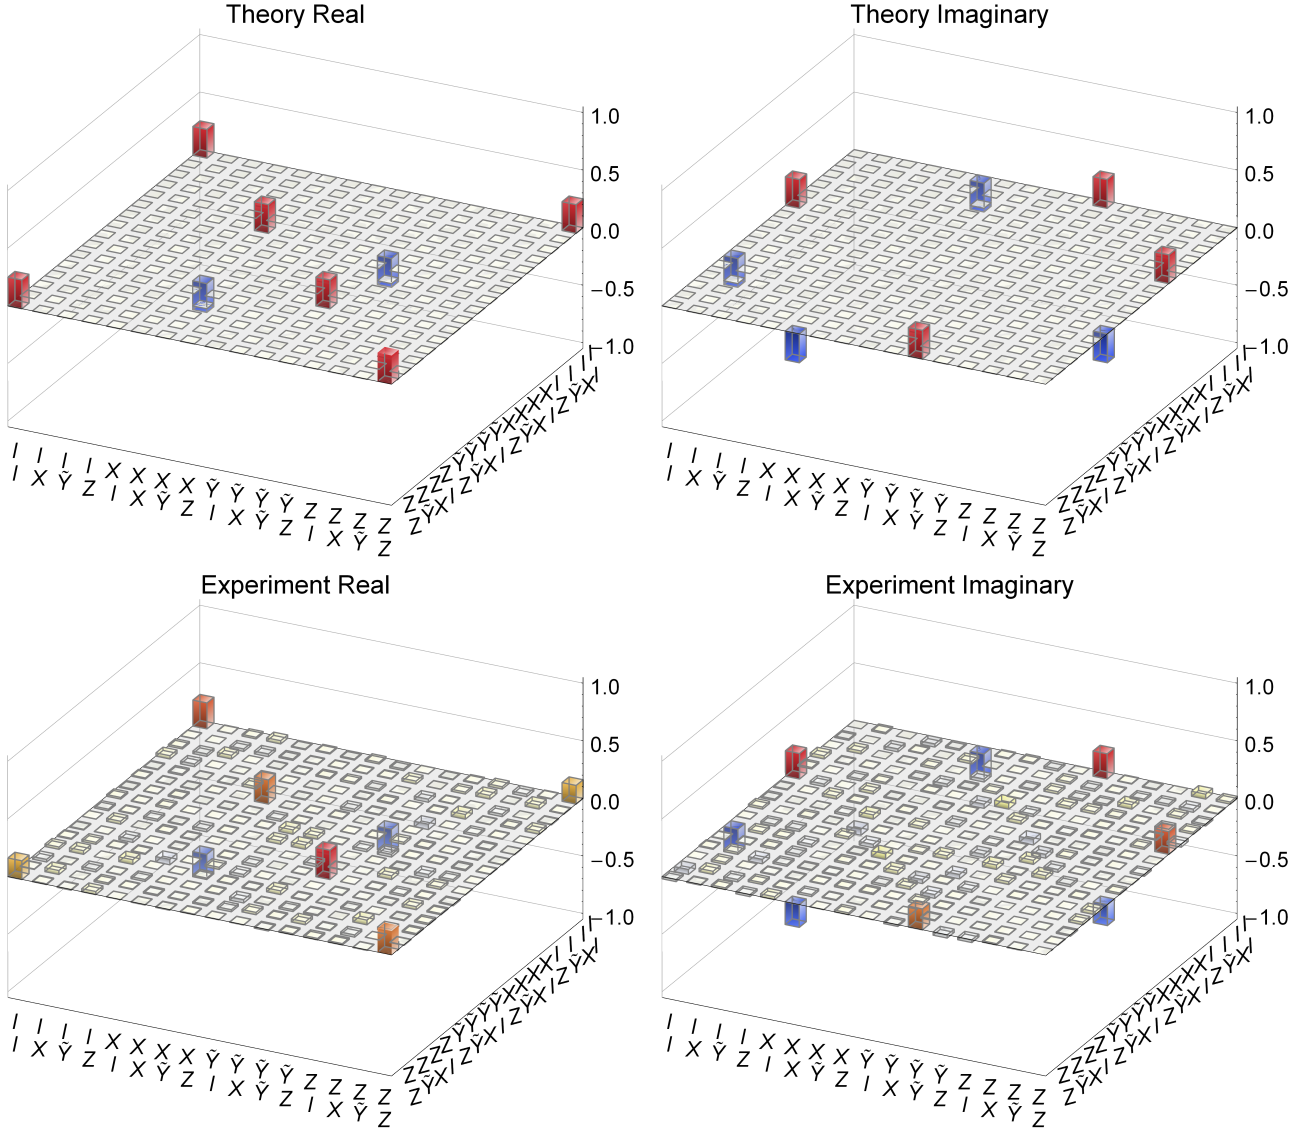 Theory Real
Theory Imaginary
1.0
0.5
0.0
−0.5
−1.0
I I I I X X X X Ỹ Ỹ Ỹ Ỹ Z Z Z Z
I X Ỹ Z I X Ỹ Z I X Ỹ Z I X Ỹ Z
Z Z Z Z Ỹ Ỹ Ỹ Ỹ X X X X I I I I
Z Ỹ X I Z Ỹ X I Z Ỹ X I Z Ỹ X I
1.0
0.5
0.0
−0.5
−1.0
I I I I X X X X Ỹ Ỹ Ỹ Ỹ Z Z Z Z
I X Ỹ Z I X Ỹ Z I X Ỹ Z I X Ỹ Z
Z Z Z Z Ỹ Ỹ Ỹ Ỹ X X X X I I I I
Z Ỹ X I Z Ỹ X I Z Ỹ X I Z Ỹ X I
Experiment Real
Experiment Imaginary
1.0
0.5
0.0
−0.5
−1.0
I I I I X X X X Ỹ Ỹ Ỹ Ỹ Z Z Z Z
I X Ỹ Z I X Ỹ Z I X Ỹ Z I X Ỹ Z
Z Z Z Z Ỹ Ỹ Ỹ Ỹ X X X X I I I I
Z Ỹ X I Z Ỹ X I Z Ỹ X I Z Ỹ X I
1.0
0.5
0.0
−0.5
−1.0
I I I I X X X X Ỹ Ỹ Ỹ Ỹ Z Z Z Z
I X Ỹ Z I X Ỹ Z I X Ỹ Z I X Ỹ Z
Z Z Z Z Ỹ Ỹ Ỹ Ỹ X X X X I I I I
Z Ỹ X I Z Ỹ X I Z Ỹ X I Z Ỹ X I